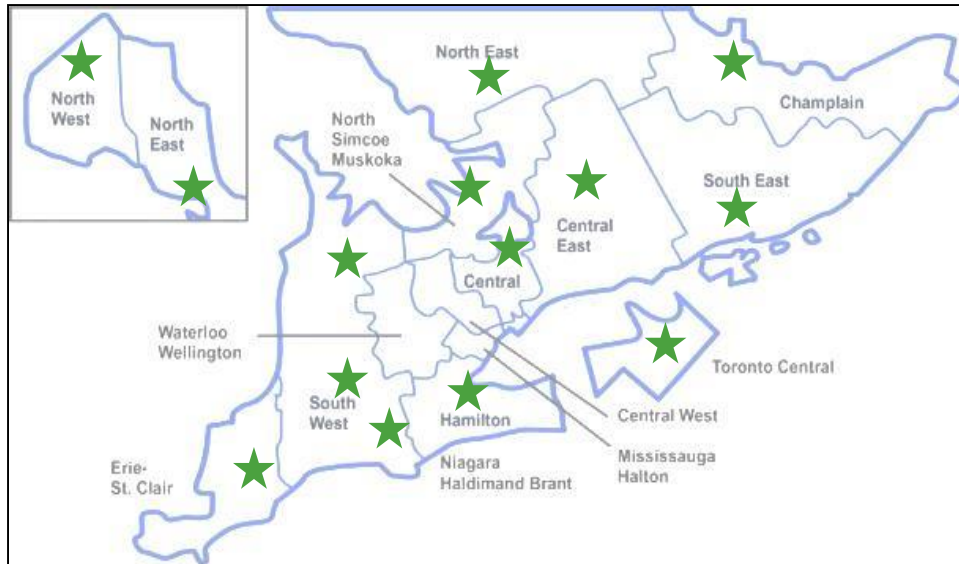 North
West
North
East
North East
Champlain
North
Simcoe
Muskoka
South East
Central
East
Central
Waterloo
Wellington
Toronto Central
South
West
Hamilton
Central West
Erie-
St. Clair
Niagara
Haldimand Brant
Mississauga
Halton